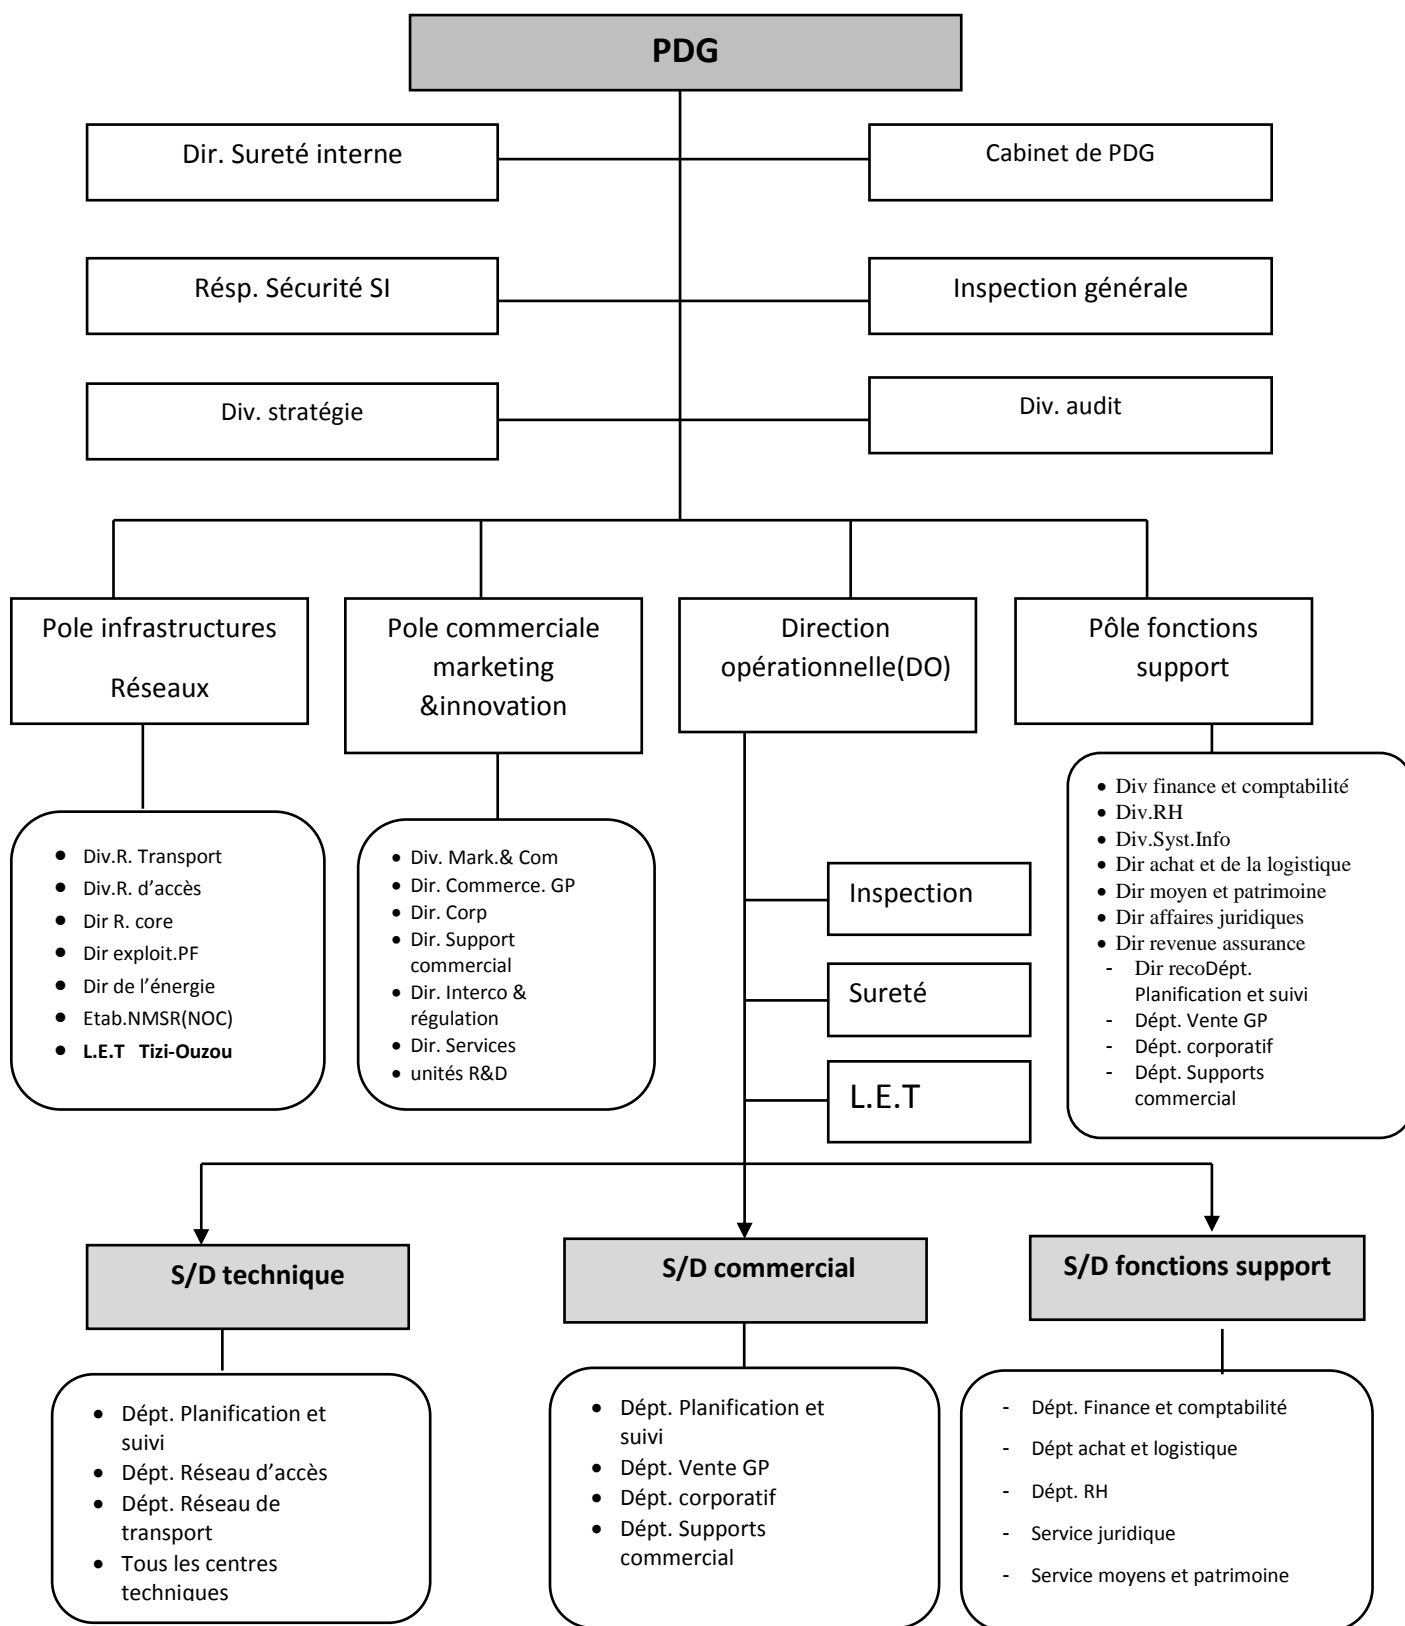 PDG
Dir. Sureté interne
Cabinet de PDG
Résp. Sécurité SI
Inspection générale
Div. stratégie
Div. audit
Pole infrastructures
Réseaux
Pole commerciale
marketing
&innovation
Direction
opérationnelle(DO)
Pôle fonctions
support
• Div.R. Transport
• Div.R. d'accès
• Dir R. core
• Dir exploit.PF
• Dir de l'énergie
• Etab.NMSR(NOC)
• L.E.T Tizi-Ouzou
• Div. Mark.& Com
• Dir. Commerce. GP
• Dir. Corp
• Dir. Support
commercial
• Dir. Interco &
régulation
• Dir. Services
• unités R&D
Inspection
Sureté
L.E.T
• Div finance et comptabilité
• Div.RH
• Div.Syst.Info
• Dir achat et de la logistique
• Dir moyen et patrimoine
• Dir affaires juridiques
• Dir revenue assurance
- Dir recoDépt.
Planification et suivi
- Dépt. Vente GP
- Dépt. corporatif
- Dépt. Supports
commercial
S/D technique
S/D commercial
S/D fonctions support
• Dépt. Planification et
suivi
• Dépt. Réseau d'accès
• Dépt. Réseau de
transport
• Tous les centres
techniques
• Dépt. Planification et
suivi
• Dépt. Vente GP
• Dépt. corporatif
• Dépt. Supports
commercial
- Dépt. Finance et comptabilité
- Dépt achat et logistique
- Dépt. RH
- Service juridique
- Service moyens et patrimoine